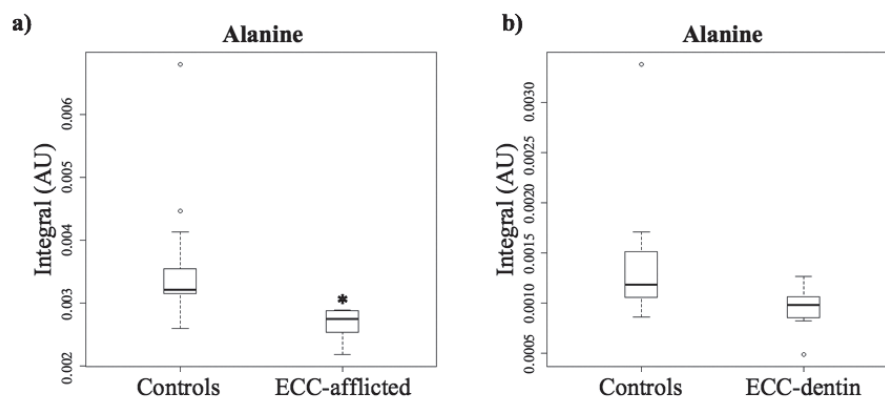 a)
Alanine
Integral (AU)
0.006
0.005
0.004
0.003
0.002
*
Controls
ECC-afflicted
b)
Alanine
Integral (AU)
0.0030
0.0025
0.0020
0.0015
0.0010
0.0005
Controls
ECC-dentin